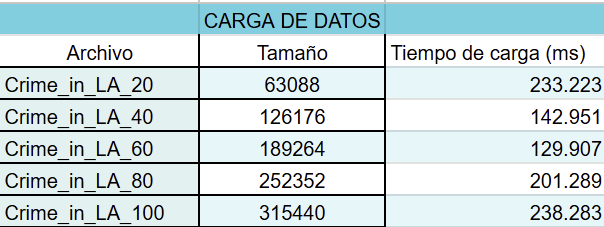 CARGA DE DATOS
Archivo Tamaño Tiempo de carga (ms)
Crime_in_LA_20 63088 233.223
Crime_in_LA_40 126176 142.951
Crime_in_LA_60 189264 129.907
Crime_in_LA_80 252352 201.289
Crime_in_LA_100 315440 238.283